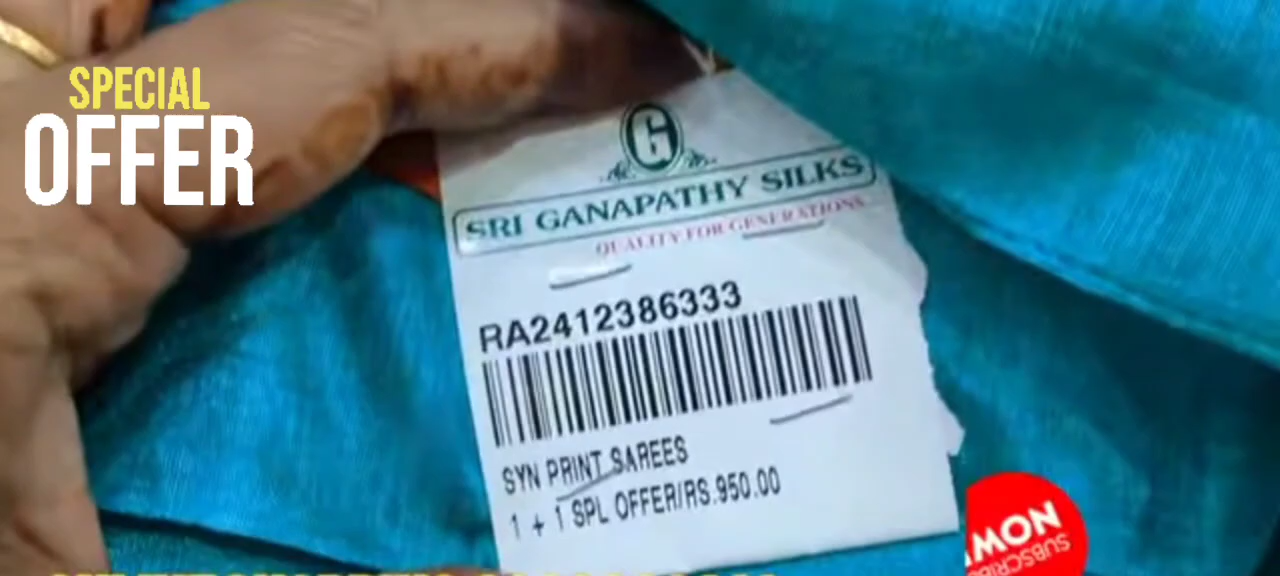 SPECIAL
OFFER
G
SRI GANAPATHY SILKS
QUALITY FOR GENERATIONS
RA2412386333
SYN PRINT SAREES
1 + 1 SPL OFFER/RS.950.00
NOW